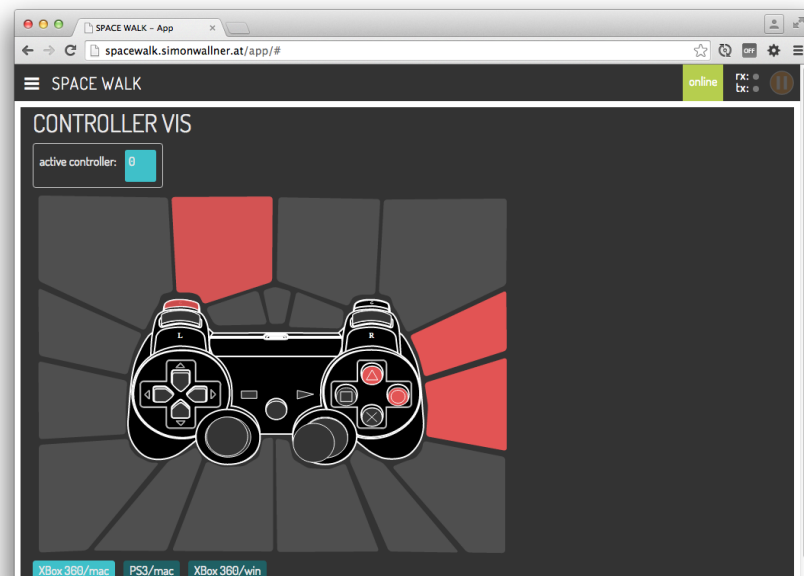 SPACE WALK – App
spacewalk.simonwallner.at/app/#
OFF
SPACE WALK
online
rx:
tx:
CONTROLLER VIS
active controller: 0
L
R
XBox 360/mac PS3/mac XBox 360/win